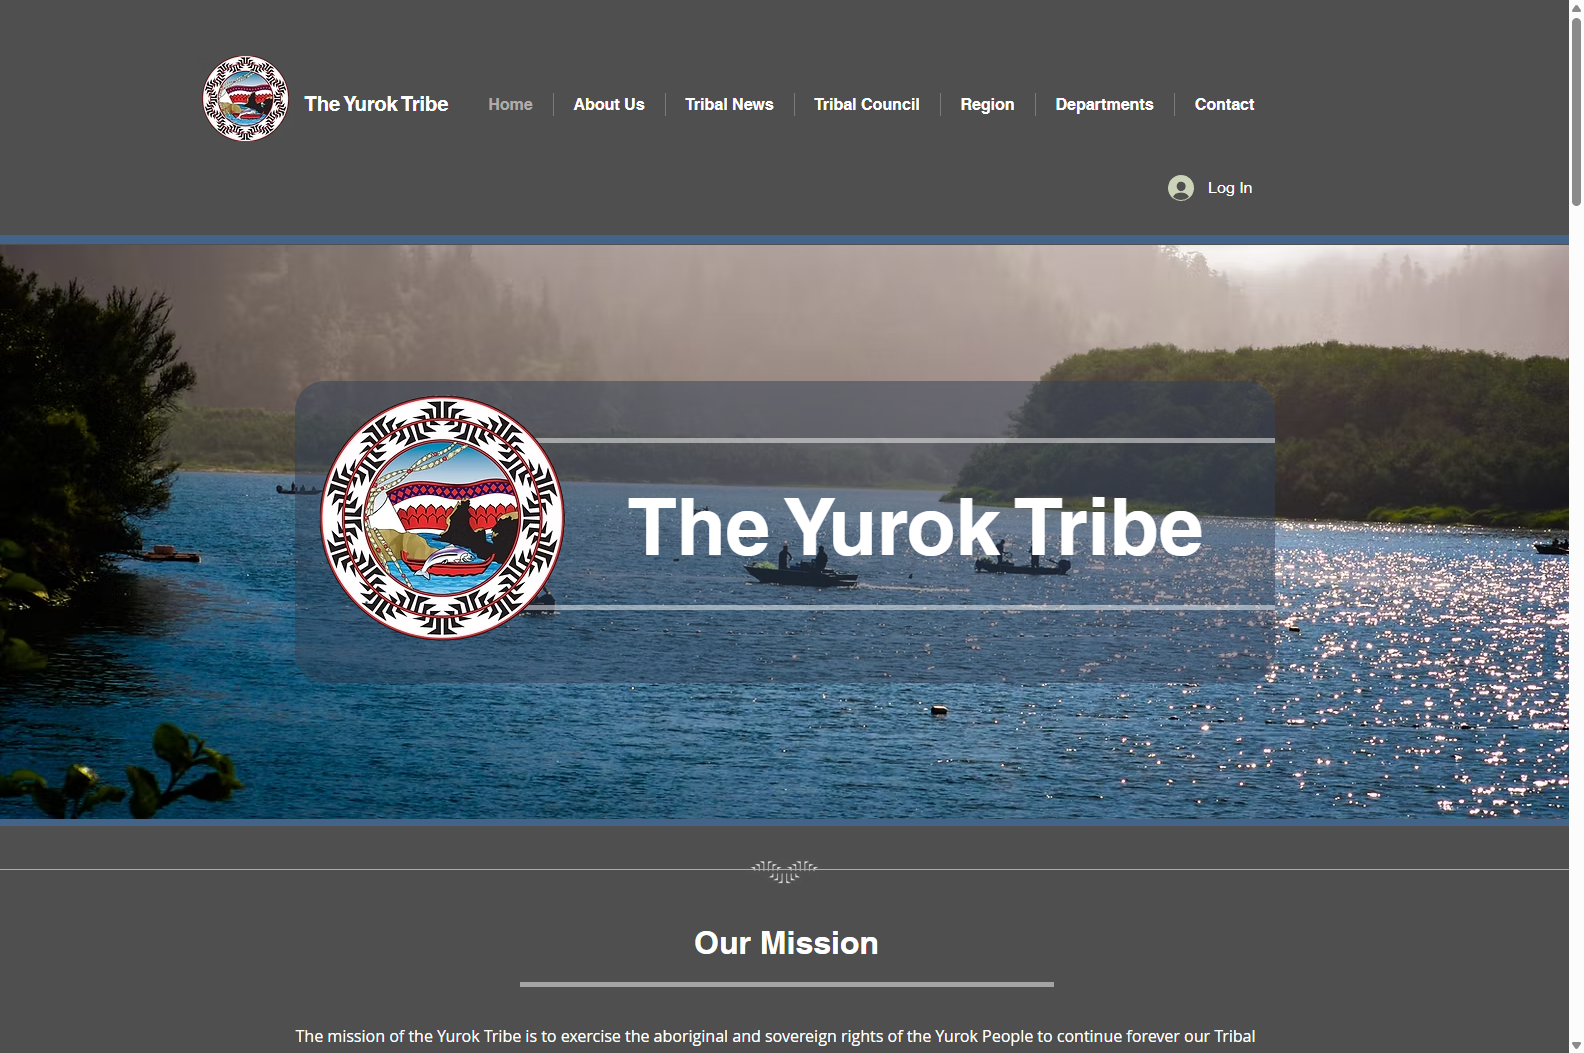 The Yurok Tribe
Home
About Us
Tribal News
Tribal Council
Region
Departments
Contact
Log In
The Yurok Tribe
Our Mission
The mission of the Yurok Tribe is to exercise the aboriginal and sovereign rights of the Yurok People to continue forever our Tribal